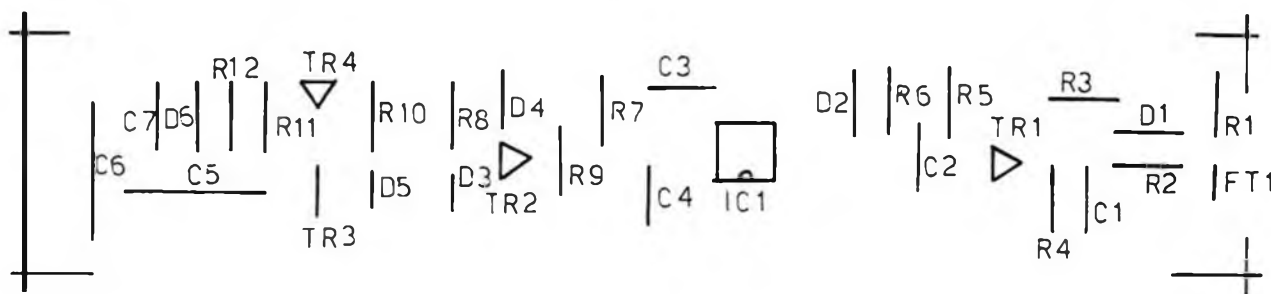 TR4
R12
C3
C7
D6
R11
R10
R8
D4
R7
D2
R6
R5
R3
TR1
D1
R1
C6
C5
D5
D3
TR2
R9
C4
IC1
C2
R2
FT1
TR3
R4
C1